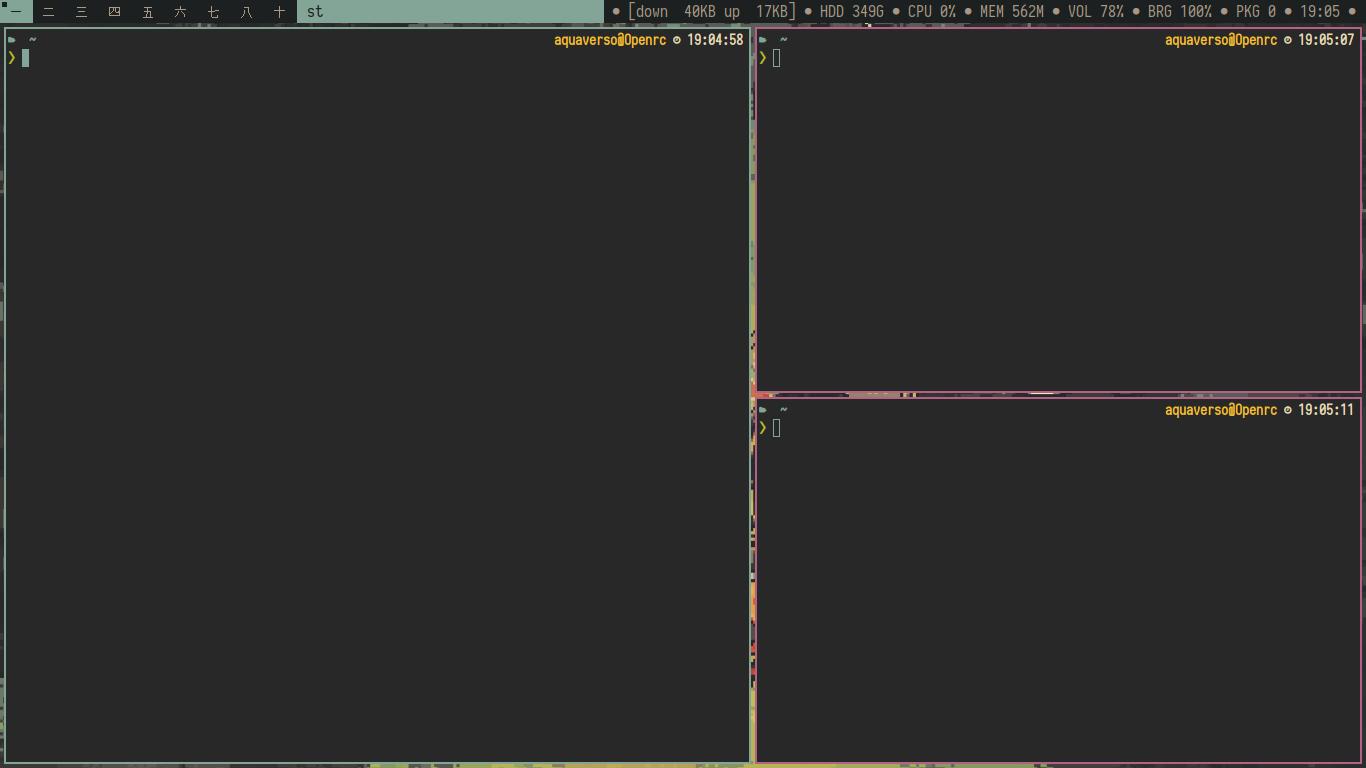 一 二 三 四 五 六 七 八 十 st ● [down 40KB up 17KB] ● HDD 349G ● CPU 0% ● MEM 562M ● VOL 78% ● BRG 100% ● PKG 0 ● 19:05 ●
~ aquaverso@Openrc 19:04:58
❯
~ aquaverso@Openrc 19:05:07
❯
~ aquaverso@Openrc 19:05:11
❯